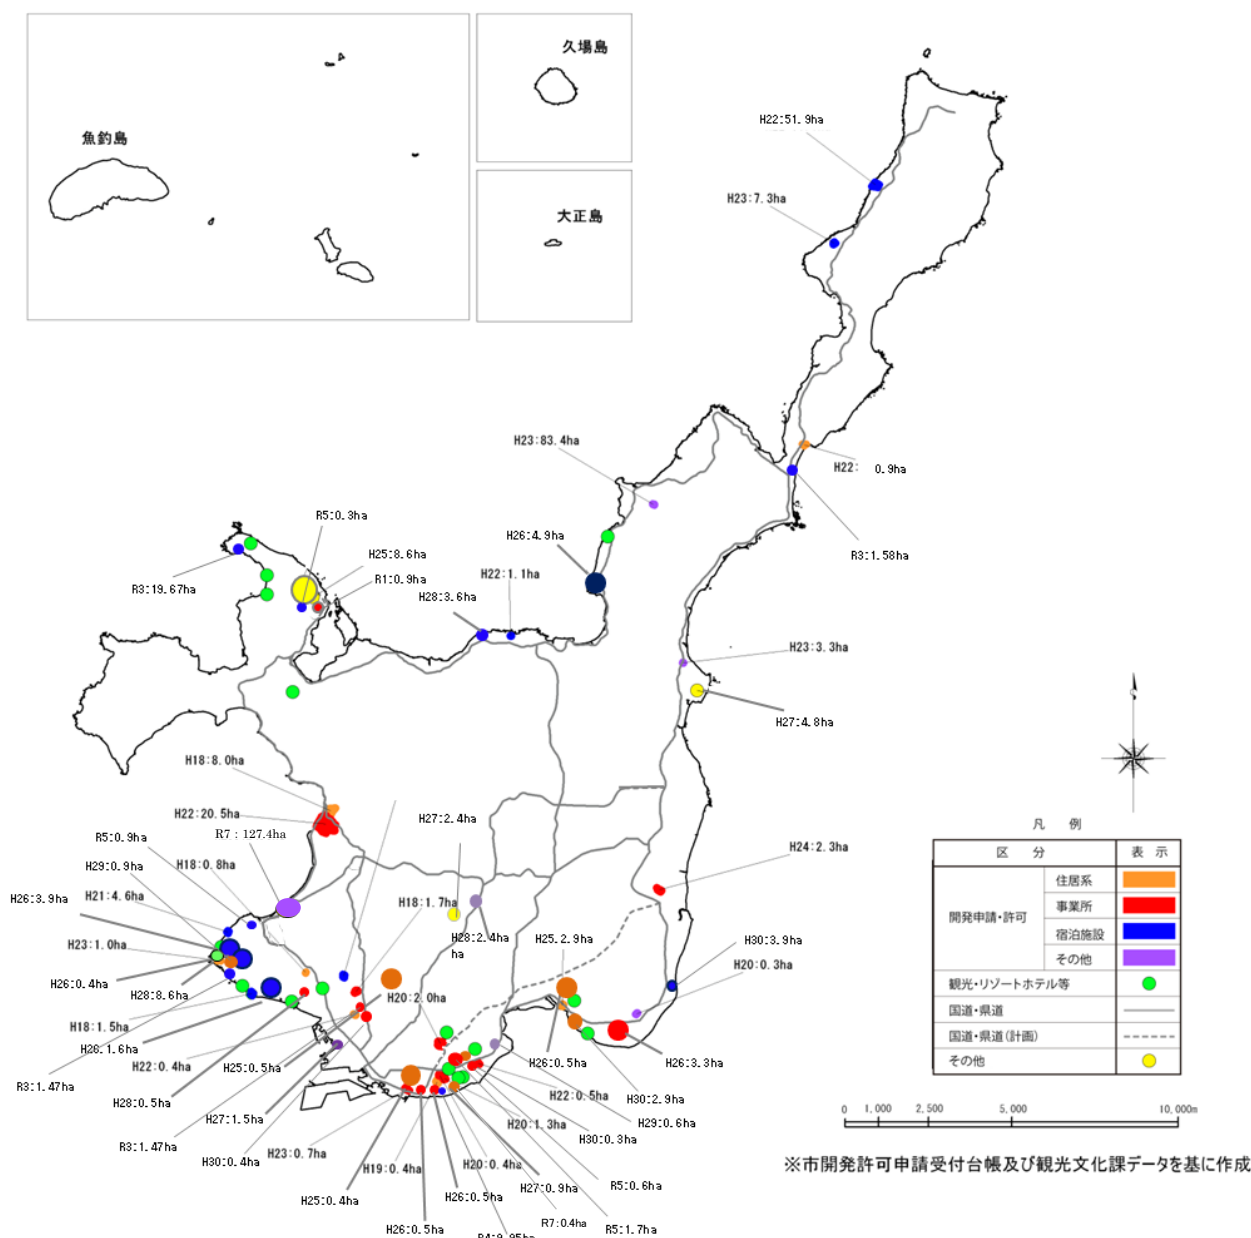 久場島
魚釣島
大正島
H22:51.9ha
H23:7.3ha
H23:83.4ha
H22: 0.9ha
R5:0.3ha
H26:4.9ha
H25:8.6ha
R3:1.58ha
H22:1.1ha
R1:0.9ha
R3:19.67ha
H28:3.6ha
H23:3.3ha
H27:4.8ha
H18:8.0ha
H22:20.5ha
H27:2.4ha
R5:0.9ha
R7：127.4ha
H29:0.9ha
H18:0.8ha
H24:2.3ha
H26:3.9ha
H21:4.6ha
H18:1.7ha
H23:1.0ha
H28:2.4ha
ha
H25:2.9ha
H30:3.9ha
H20:0.3ha
H26:0.4ha
H28:8.6ha
H20:2.0ha
H18:1.5ha
H26:1.6ha
H22:0.4ha
H25:0.5ha
H26:0.5ha
H26:3.3ha
R3:1.47ha
H28:0.5ha
H22:0.5ha
H30:2.9ha
H27:1.5ha
H20:1.3ha
H29:0.6ha
R3:1.47ha
H30:0.4ha
H23:0.7ha
H30:0.3ha
H19:0.4ha
H20:0.4ha
R5:0.6ha
H25:0.4ha
H26:0.5ha
H27:0.9ha
H26:0.5ha
R7:0.4ha
R5:1.7ha
凡 例
区 分
表 示
開発申請・許可
住居系
事業所
宿泊施設
その他
観光・リゾートホテル等
国道・県道
国道・県道(計画)
その他
0 1,000 2,500 5,000 10,000m
※市開発許可申請受付台帳及び観光文化課データを基に作成